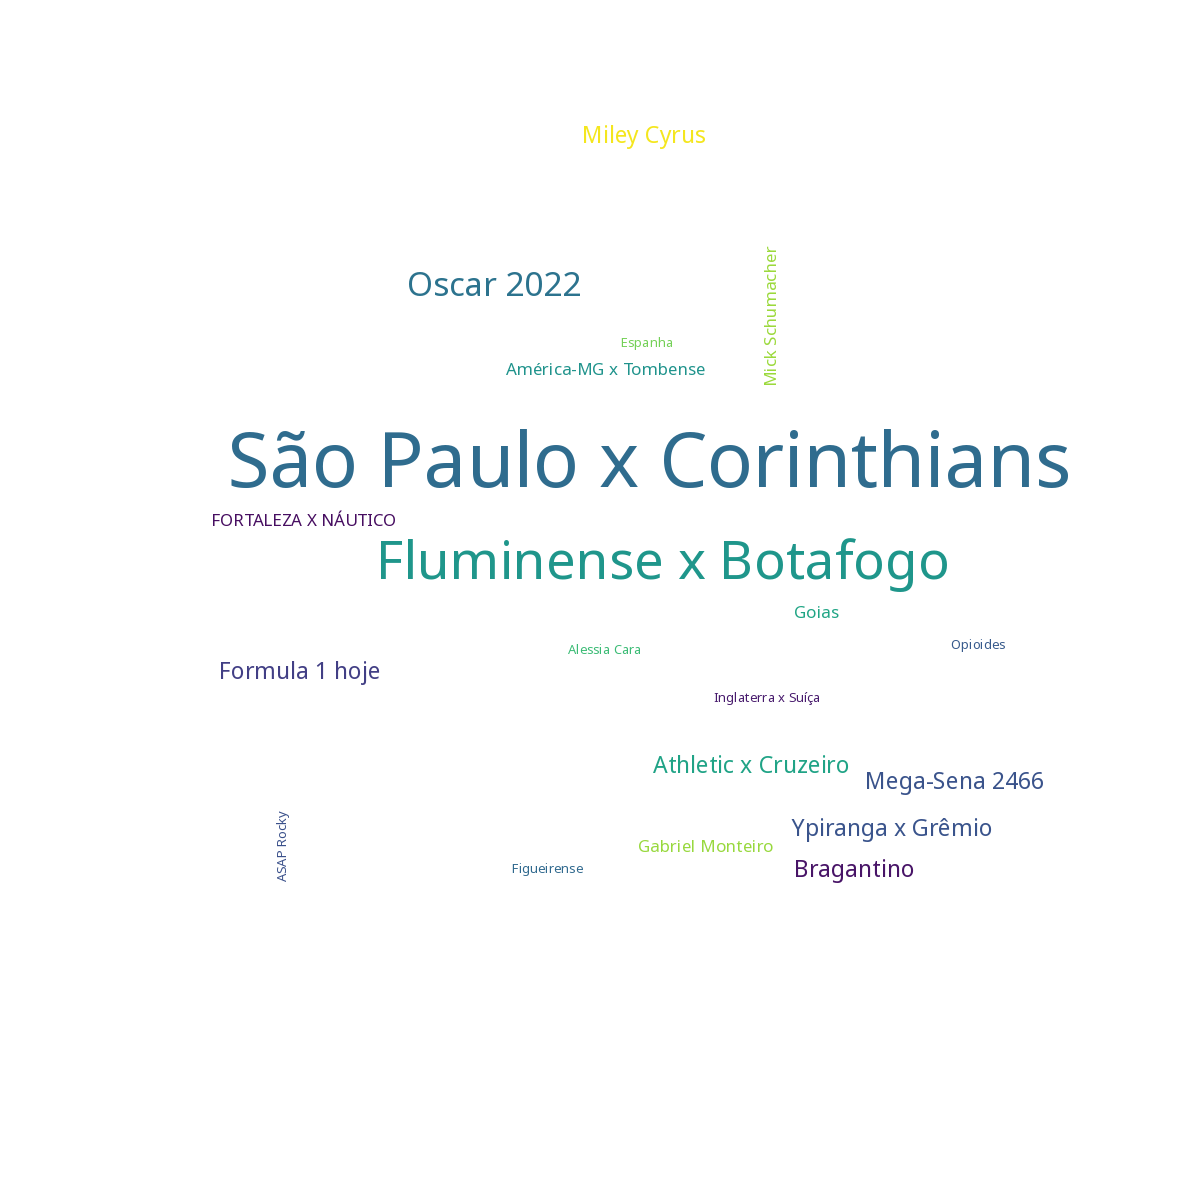 Miley Cyrus
Mick Schumacher
Oscar 2022
Espanha
América-MG x Tombense
São Paulo x Corinthians
FORTALEZA X NÁUTICO
Fluminense x Botafogo
Goias
Opioides
Alessia Cara
Formula 1 hoje
Inglaterra x Suíça
Athletic x Cruzeiro
Mega-Sena 2466
ASAP Rocky
Ypiranga x Grêmio
Gabriel Monteiro
Figueirense
Bragantino